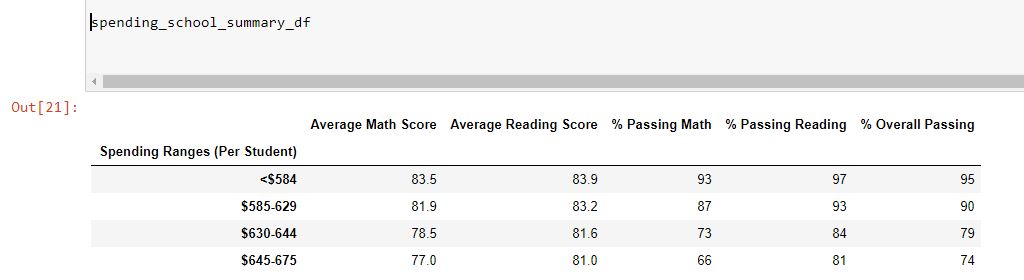 spending_school_summary_df
Out[21]:
Average Math Score Average Reading Score % Passing Math % Passing Reading % Overall Passing
Spending Ranges (Per Student)
<$584 83.5 83.9 93 97 95
$585-629 81.9 83.2 87 93 90
$630-644 78.5 81.6 73 84 79
$645-675 77.0 81.0 66 81 74